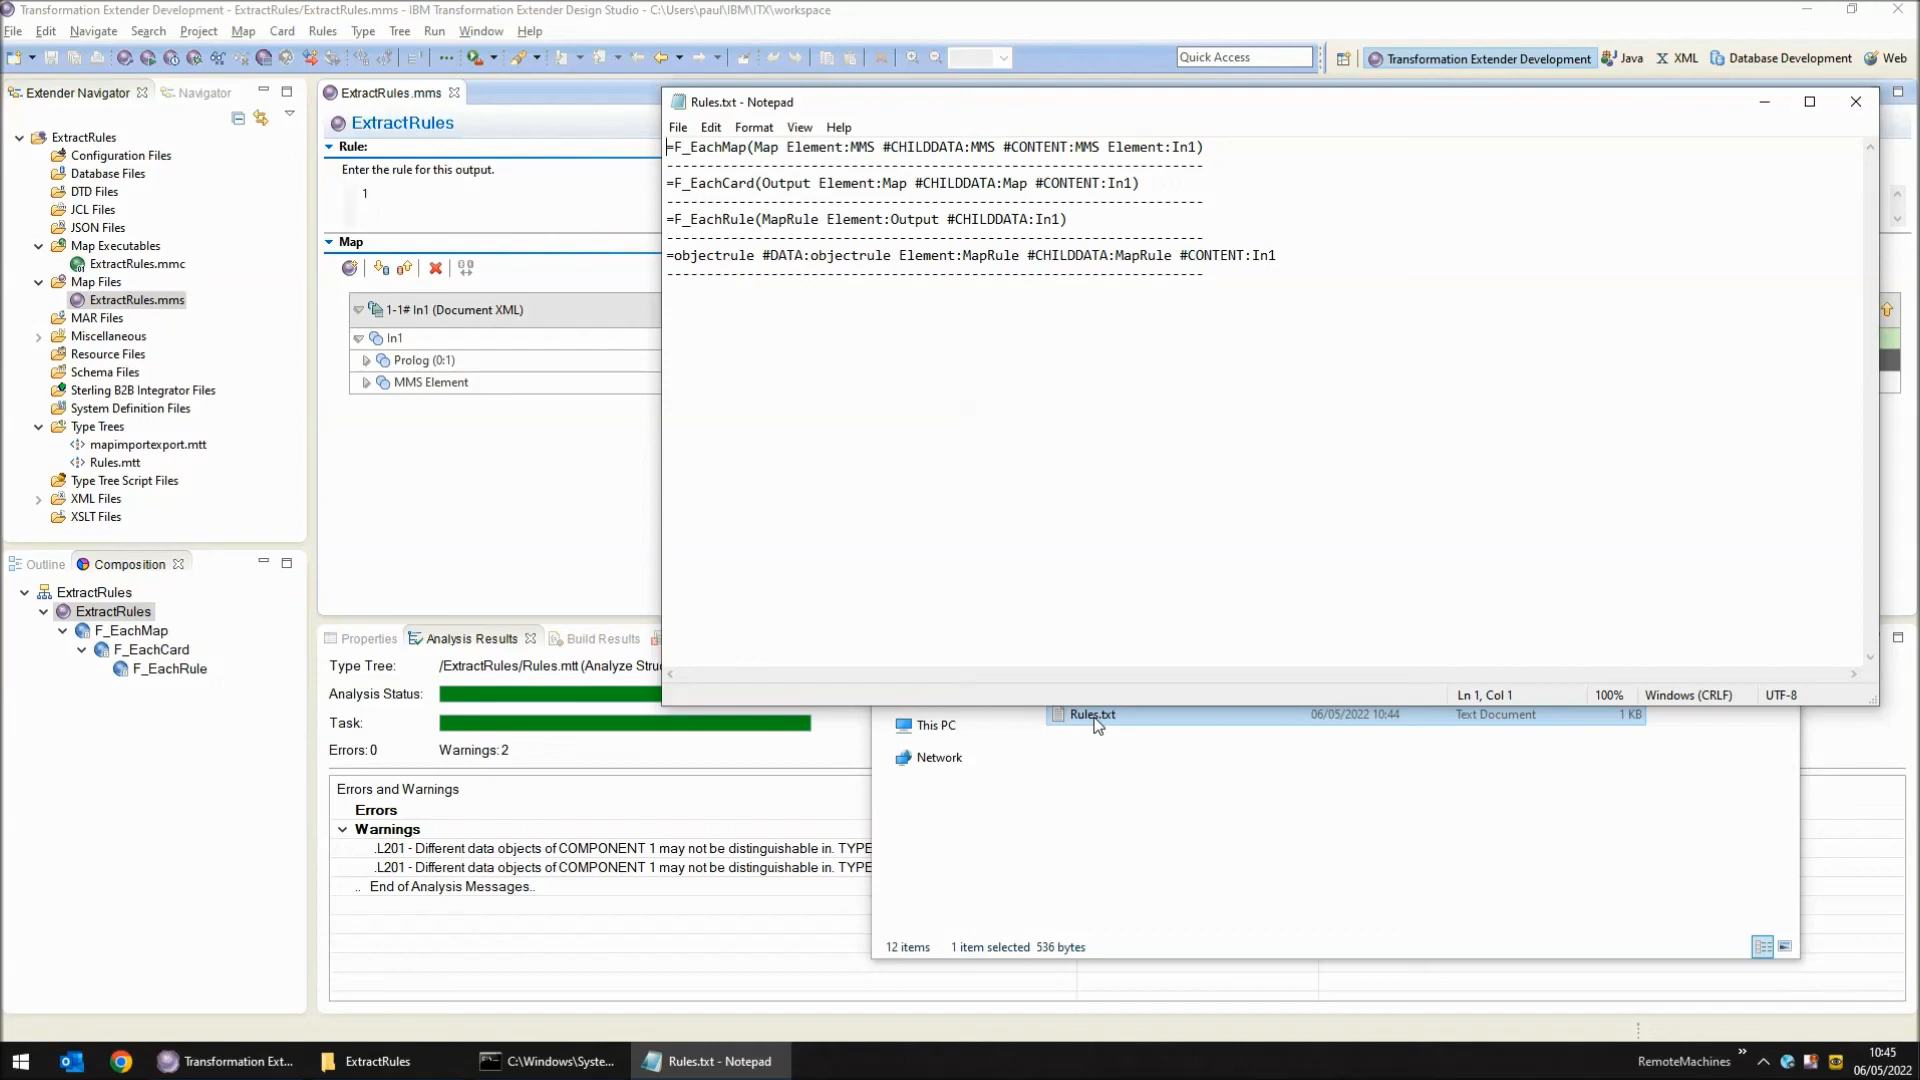 Transformation Extender Development - ExtractRules/ExtractRules.mms - IBM Transformation Extender Design Studio - C:\Users\paul\IBM\ITX\workspace
File Edit Navigate Search Project Map Card Rules Type Tree Run Window Help
Quick Access
Transformation Extender Development
Java
XML
Database Development
Web
Extender Navigator
Navigator
ExtractRules
Configuration Files
Database Files
DTD Files
JCL Files
JSON Files
Map Executables
ExtractRules.mmc
Map Files
ExtractRules.mms
MAR Files
Miscellaneous
Resource Files
Schema Files
Sterling B2B Integrator Files
System Definition Files
Type Trees
mapimportexport.mtt
Rules.mtt
Type Tree Script Files
XML Files
XSLT Files
Outline
Composition
ExtractRules
ExtractRules
F_EachMap
F_EachCard
F_EachRule
ExtractRules.mms
ExtractRules
Rule:
Enter the rule for this output.
1
Map
1-1# In1 (Document XML)
In1
Prolog (0:1)
MMS Element
Rules.txt - Notepad
File Edit Format View Help
=F_EachMap(Map Element:MMS #CHILDDATA:MMS #CONTENT:MMS Element:In1)
-------------------------------------------------------------------
=F_EachCard(Output Element:Map #CHILDDATA:Map #CONTENT:In1)
-------------------------------------------------------------------
=F_EachRule(MapRule Element:Output #CHILDDATA:In1)
-------------------------------------------------------------------
=objectrule #DATA:objectrule Element:MapRule #CHILDDATA:MapRule #CONTENT:In1
-------------------------------------------------------------------
Ln 1, Col 1
100%
Windows (CRLF)
UTF-8
Properties
Analysis Results
Build Results
Type Tree: /ExtractRules/Rules.mtt (Analyze Stru
Analysis Status:
Task:
Errors:0 Warnings:2
Errors and Warnings
Errors
Warnings
.L201 - Different data objects of COMPONENT 1 may not be distinguishable in. TYPE
.L201 - Different data objects of COMPONENT 1 may not be distinguishable in. TYPE
.. End of Analysis Messages..
This PC
Network
Rules.txt 06/05/2022 10:44 Text Document 1 KB
12 items 1 item selected 536 bytes
Transformation Ext...
ExtractRules
C:\Windows\Syste...
Rules.txt - Notepad
RemoteMachines
10:45
06/05/2022